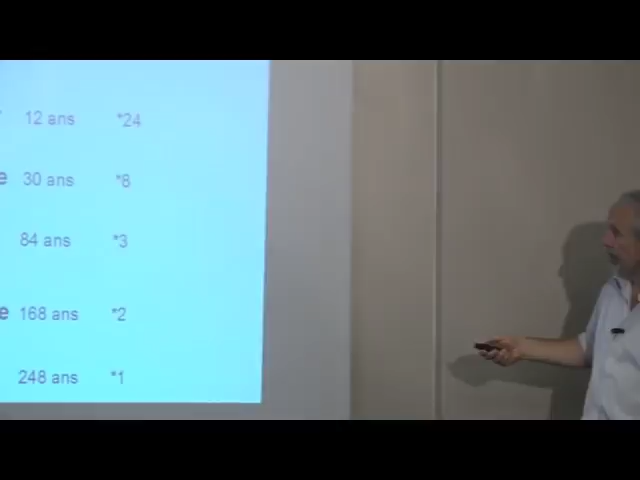 12 ans *24
e 30 ans *8
84 ans *3
e 168 ans *2
248 ans *1